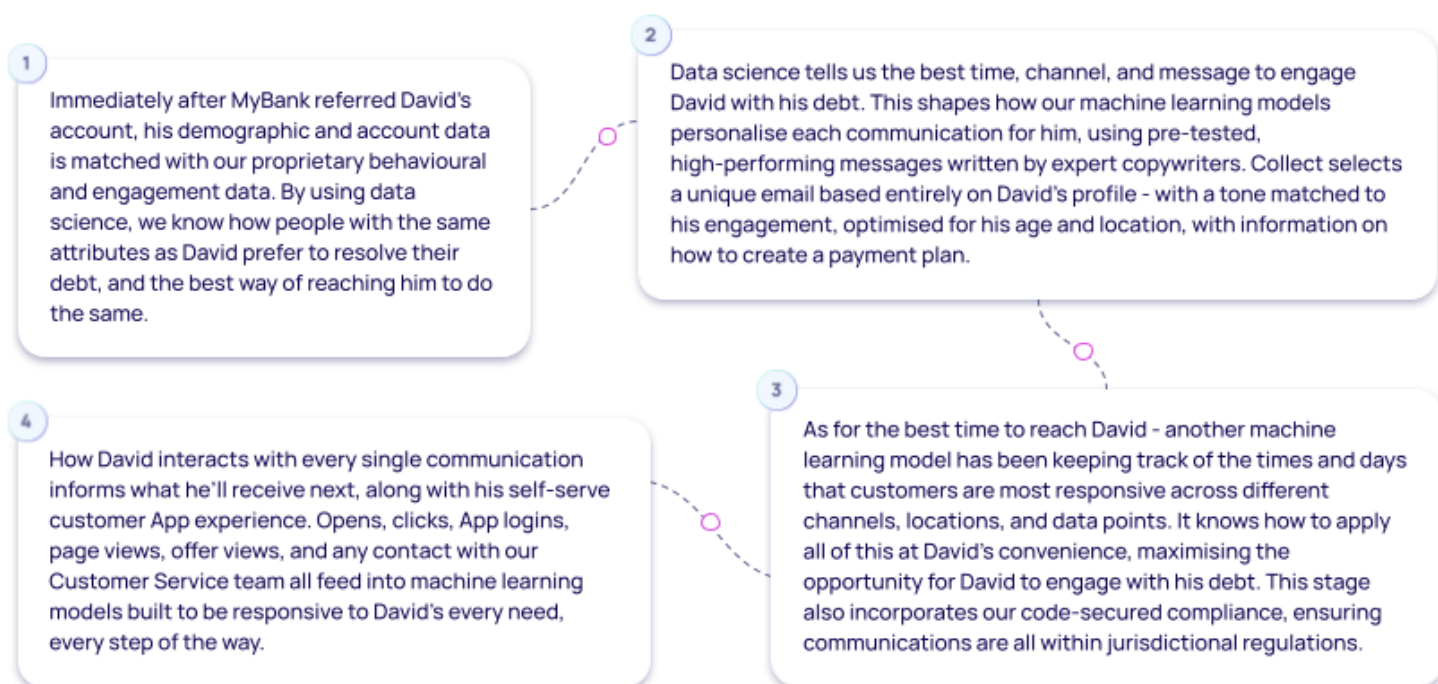 1
Immediately after MyBank referred David's
account, his demographic and account data
is matched with our proprietary behavioural
and engagement data. By using data
science, we know how people with the same
attributes as David prefer to resolve their
debt, and the best way of reaching him to do
the same.
2
Data science tells us the best time, channel, and message to engage
David with his debt. This shapes how our machine learning models
personalise each communication for him, using pre-tested,
high-performing messages written by expert copywriters. Collect selects
a unique email based entirely on David's profile - with a tone matched to
his engagement, optimised for his age and location, with information on
how to create a payment plan.
3
As for the best time to reach David - another machine
learning model has been keeping track of the times and days
that customers are most responsive across different
channels, locations, and data points. It knows how to apply
all of this at David's convenience, maximising the
opportunity for David to engage with his debt. This stage
also incorporates our code-secured compliance, ensuring
communications are all within jurisdictional regulations.
4
How David interacts with every single communication
informs what he'll receive next, along with his self-serve
customer App experience. Opens, clicks, App logins,
page views, offer views, and any contact with our
Customer Service team all feed into machine learning
models built to be responsive to David's every need,
every step of the way.